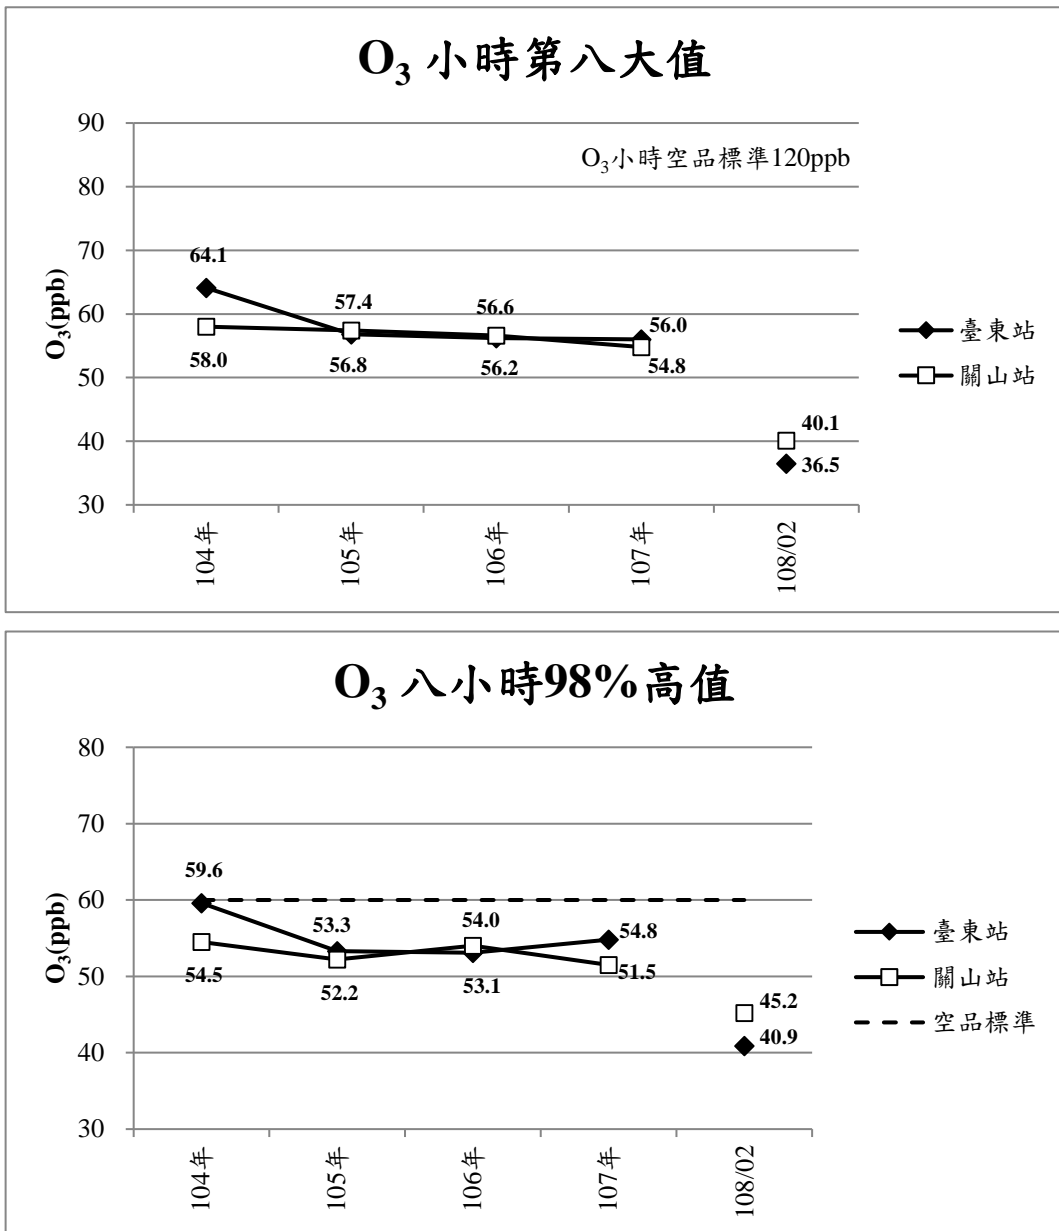 O₃ 小時第八大值
90
O₃小時空品標準120ppb
80
70
64.1
57.4
56.6
56.0
60
58.0
56.8
56.2
54.8
50
40.1
40
36.5
30
O₃(ppb)
104年
105年
106年
107年
108/02
臺東站
關山站
O₃ 八小時98%高值
80
70
59.6
60
53.3
54.0
54.8
54.5
52.2
53.1
51.5
50
45.2
40
40.9
30
O₃(ppb)
104年
105年
106年
107年
108/02
臺東站
關山站
空品標準